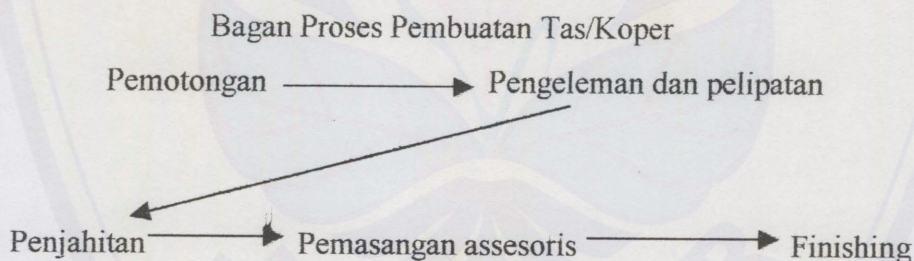 Bagan Proses Pembuatan Tas/Koper
Pemotongan Pengeleman dan pelipatan
Penjahitan Pemasangan assesoris Finishing